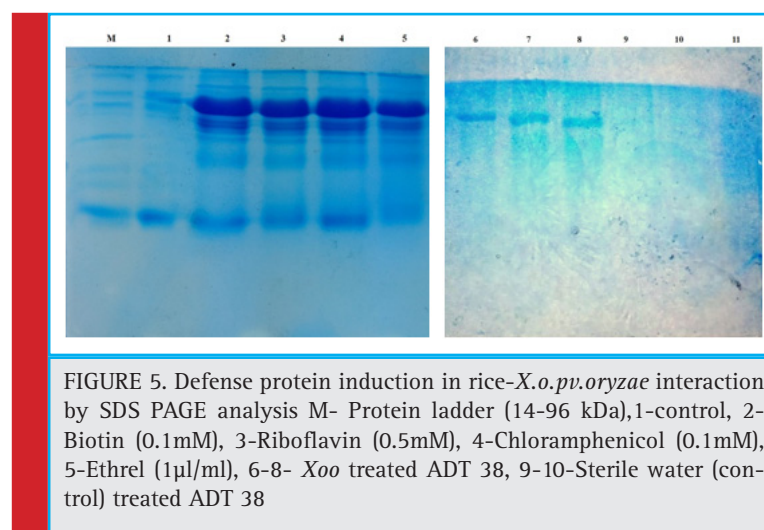 M 1 2 3 4 5 6 7 8 9 10 11
FIGURE 5. Defense protein induction in rice-X.o.pv.oryzae interaction
by SDS PAGE analysis M- Protein ladder (14-96 kDa),1-control, 2-
Biotin (0.1mM), 3-Riboflavin (0.5mM), 4-Chloramphenicol (0.1mM),
5-Ethrel (1µl/ml), 6-8- Xoo treated ADT 38, 9-10-Sterile water (con-
trol) treated ADT 38